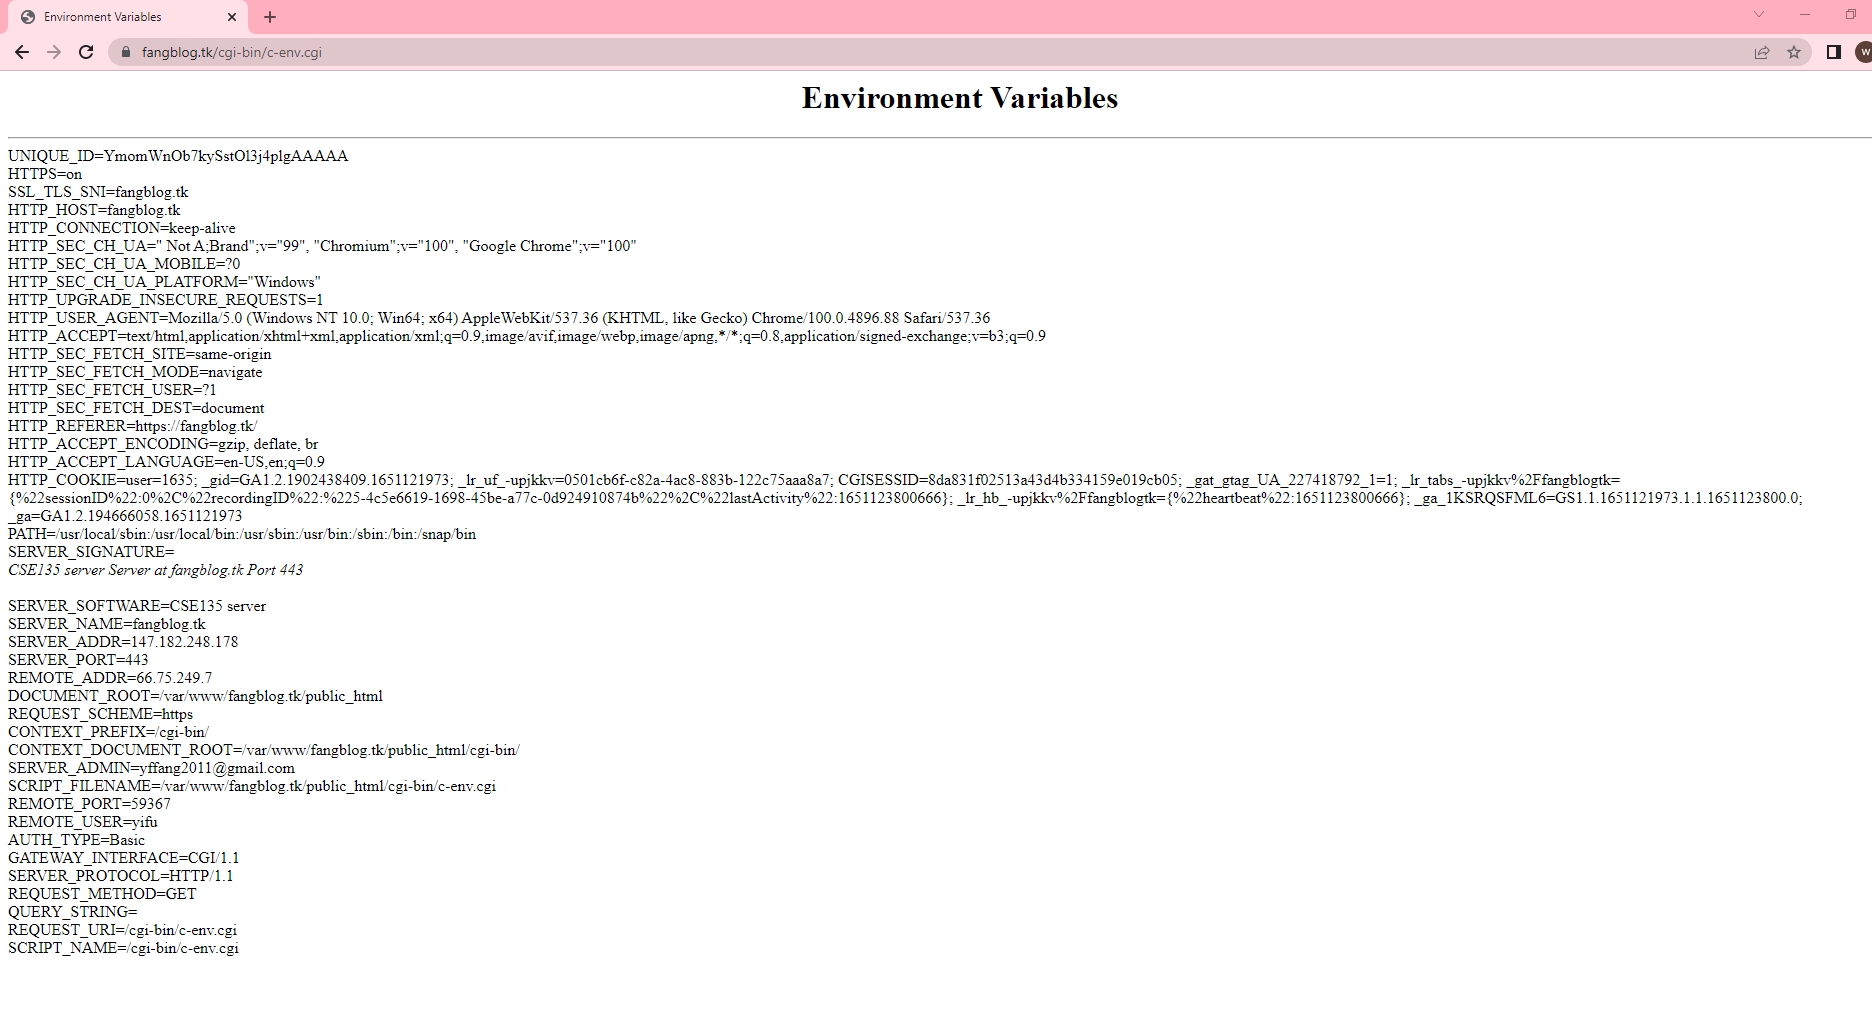 Environment Variables
fangblog.tk/cgi-bin/c-env.cgi
W
Environment Variables
UNIQUE_ID=YmomWnOb7kySstOl3j4plgAAAAA
HTTPS=on
SSL_TLS_SNI=fangblog.tk
HTTP_HOST=fangblog.tk
HTTP_CONNECTION=keep-alive
HTTP_SEC_CH_UA=" Not A;Brand";v="99", "Chromium";v="100", "Google Chrome";v="100"
HTTP_SEC_CH_UA_MOBILE=?0
HTTP_SEC_CH_UA_PLATFORM="Windows"
HTTP_UPGRADE_INSECURE_REQUESTS=1
HTTP_USER_AGENT=Mozilla/5.0 (Windows NT 10.0; Win64; x64) AppleWebKit/537.36 (KHTML, like Gecko) Chrome/100.0.4896.88 Safari/537.36
HTTP_ACCEPT=text/html,application/xhtml+xml,application/xml;q=0.9,image/avif,image/webp,image/apng,*/*;q=0.8,application/signed-exchange;v=b3;q=0.9
HTTP_SEC_FETCH_SITE=same-origin
HTTP_SEC_FETCH_MODE=navigate
HTTP_SEC_FETCH_USER=?1
HTTP_SEC_FETCH_DEST=document
HTTP_REFERER=https://fangblog.tk/
HTTP_ACCEPT_ENCODING=gzip, deflate, br
HTTP_ACCEPT_LANGUAGE=en-US,en;q=0.9
HTTP_COOKIE=user=1635; _gid=GA1.2.1902438409.1651121973; _lr_uf_-upjkkv=0501cb6f-c82a-4ac8-883b-122c75aaa8a7; CGISESSID=8da831f02513a43d4b334159e019cb05; _gat_gtag_UA_227418792_1=1; _lr_tabs_-upjkkv%2Ffangblogtk=
{%22sessionID%22:0%2C%22recordingID%22:%225-4c5e6619-1698-45be-a77c-0d924910874b%22%2C%22lastActivity%22:1651123800666}; _lr_hb_-upjkkv%2Ffangblogtk={%22heartbeat%22:1651123800666}; _ga_1KSRQSFML6=GS1.1.1651121973.1.1.1651123800.0;
_ga=GA1.2.194666058.1651121973
PATH=/usr/local/sbin:/usr/local/bin:/usr/sbin:/usr/bin:/sbin:/bin:/snap/bin
SERVER_SIGNATURE=
CSE135 server Server at fangblog.tk Port 443
SERVER_SOFTWARE=CSE135 server
SERVER_NAME=fangblog.tk
SERVER_ADDR=147.182.248.178
SERVER_PORT=443
REMOTE_ADDR=66.75.249.7
DOCUMENT_ROOT=/var/www/fangblog.tk/public_html
REQUEST_SCHEME=https
CONTEXT_PREFIX=/cgi-bin/
CONTEXT_DOCUMENT_ROOT=/var/www/fangblog.tk/public_html/cgi-bin/
SERVER_ADMIN=yffang2011@gmail.com
SCRIPT_FILENAME=/var/www/fangblog.tk/public_html/cgi-bin/c-env.cgi
REMOTE_PORT=59367
REMOTE_USER=yifu
AUTH_TYPE=Basic
GATEWAY_INTERFACE=CGI/1.1
SERVER_PROTOCOL=HTTP/1.1
REQUEST_METHOD=GET
QUERY_STRING=
REQUEST_URI=/cgi-bin/c-env.cgi
SCRIPT_NAME=/cgi-bin/c-env.cgi